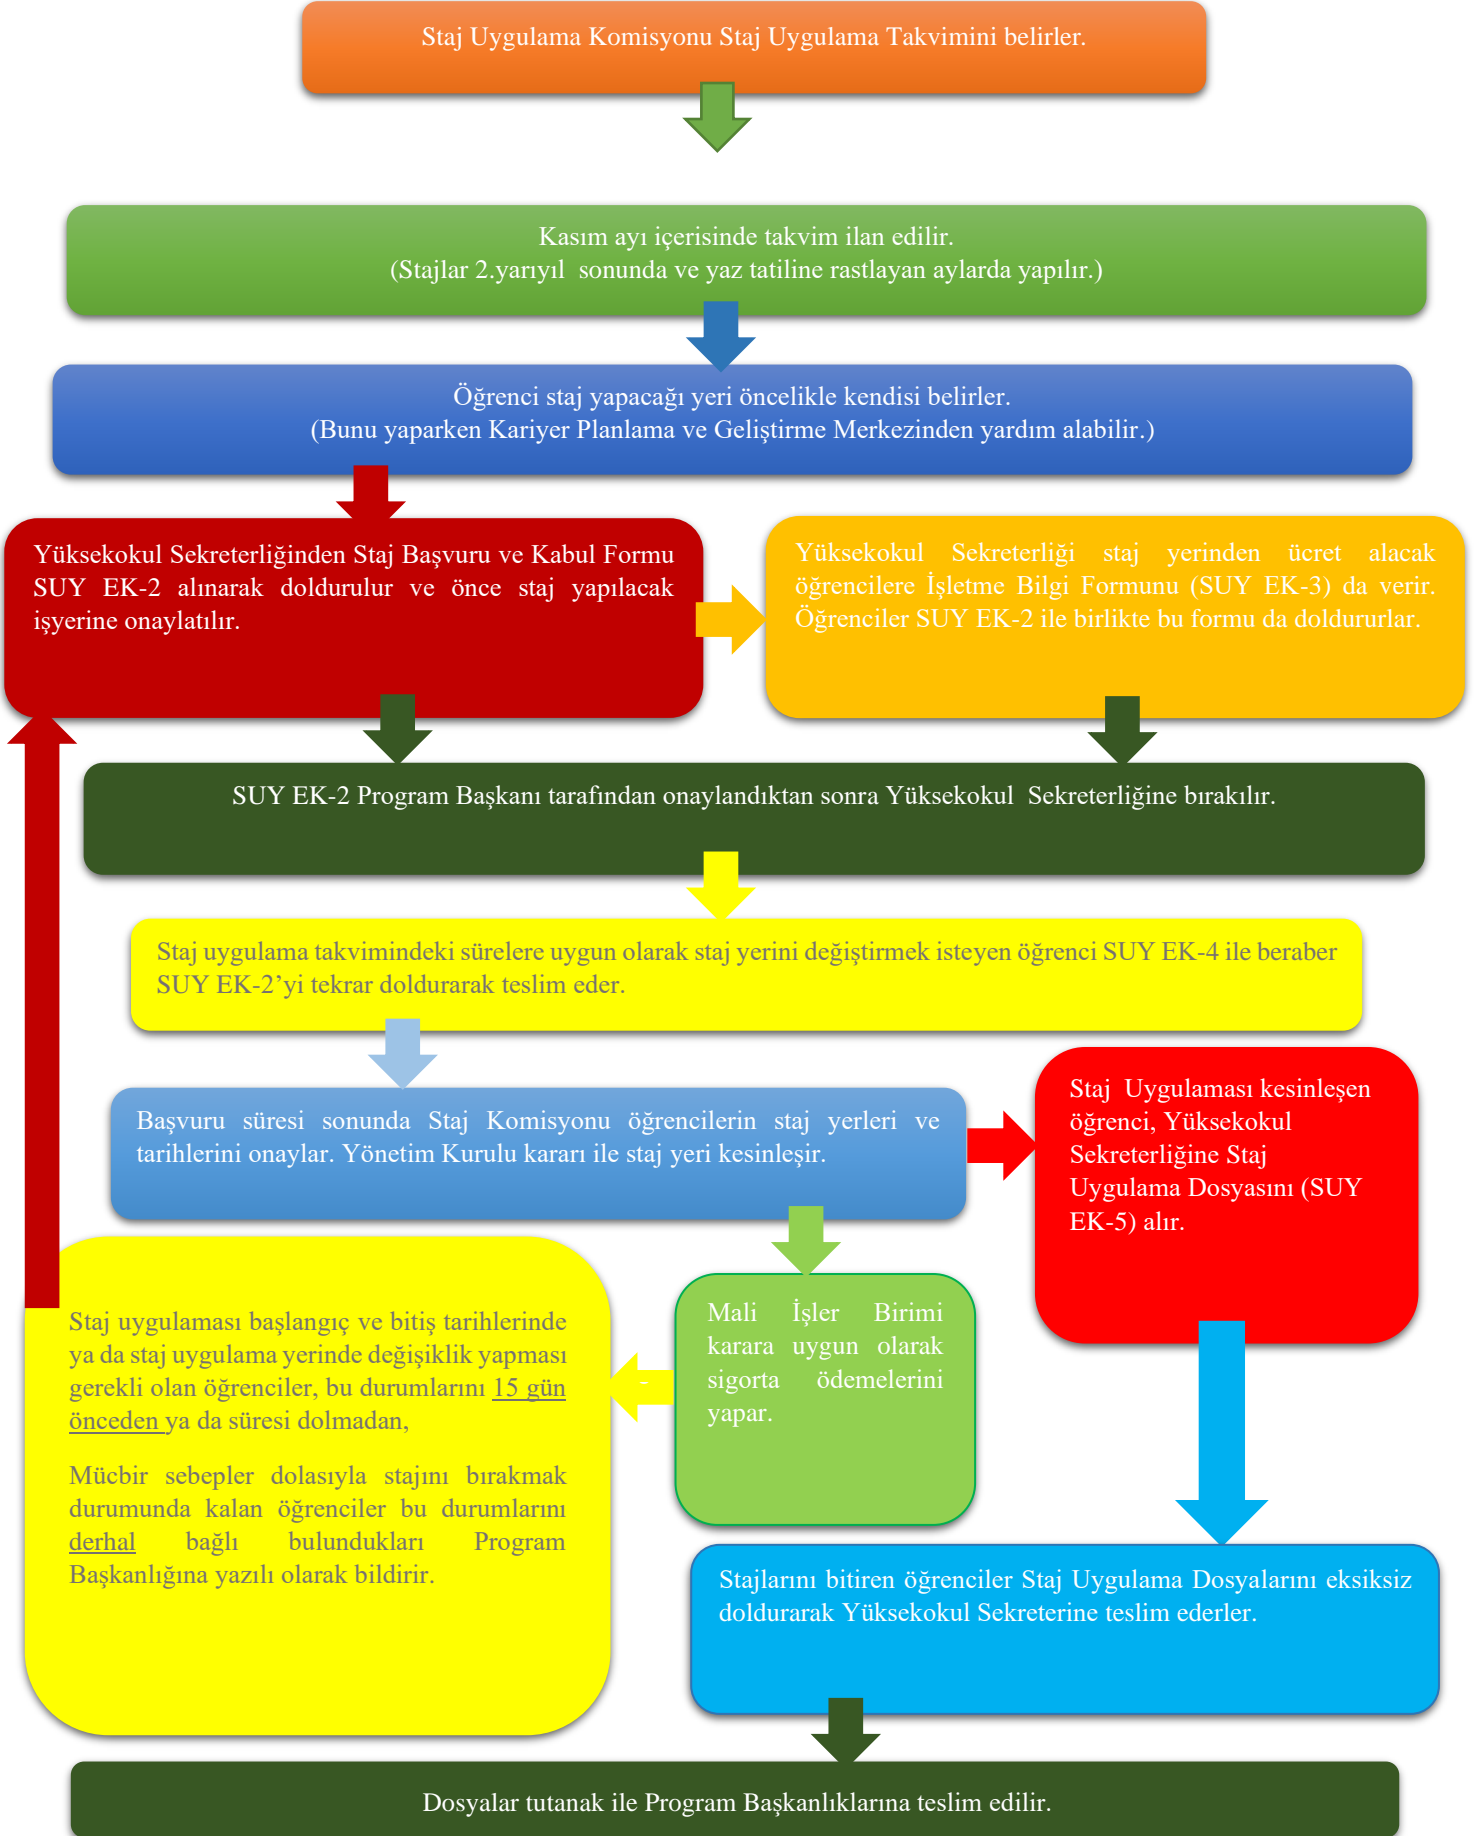 Staj Uygulama Komisyonu Staj Uygulama Takvimini belirler.
Kasım ayı içerisinde takvim ilan edilir.
(Stajlar 2.yarıyıl  sonunda ve yaz tatiline rastlayan aylarda yapılır.)
Öğrenci staj yapacağı yeri öncelikle kendisi belirler.
(Bunu yaparken Kariyer Planlama ve Geliştirme Merkezinden yardım alabilir.)
Yüksekokul Sekreterliğinden Staj Başvuru ve Kabul Formu
SUY EK-2 alınarak doldurulur ve önce staj yapılacak
işyerine onaylatılır.
Yüksekokul Sekreterliği staj yerinden ücret alacak
öğrencilere İşletme Bilgi Formunu (SUY EK-3) da verir.
Öğrenciler SUY EK-2 ile birlikte bu formu da doldururlar.
SUY EK-2 Program Başkanı tarafından onaylandıktan sonra Yüksekokul  Sekreterliğine bırakılır.
Staj uygulama takvimindeki sürelere uygun olarak staj yerini değiştirmek isteyen öğrenci SUY EK-4 ile beraber
SUY EK-2’yi tekrar doldurarak teslim eder.
Başvuru süresi sonunda Staj Komisyonu öğrencilerin staj yerleri ve
tarihlerini onaylar. Yönetim Kurulu kararı ile staj yeri kesinleşir.
Staj  Uygulaması kesinleşen
öğrenci, Yüksekokul
Sekreterliğine Staj
Uygulama Dosyasını (SUY
EK-5) alır.
Mali İşler Birimi
karara uygun olarak
sigorta ödemelerini
yapar.
-
Staj uygulaması başlangıç ve bitiş tarihlerinde
ya da staj uygulama yerinde değişiklik yapması
gerekli olan öğrenciler, bu durumlarını 15 gün
önceden ya da süresi dolmadan,
Mücbir sebepler dolasıyla stajını bırakmak
durumunda kalan öğrenciler bu durumlarını
derhal bağlı bulundukları Program
Başkanlığına yazılı olarak bildirir.
Stajlarını bitiren öğrenciler Staj Uygulama Dosyalarını eksiksiz
doldurarak Yüksekokul Sekreterine teslim ederler.
Dosyalar tutanak ile Program Başkanlıklarına teslim edilir.